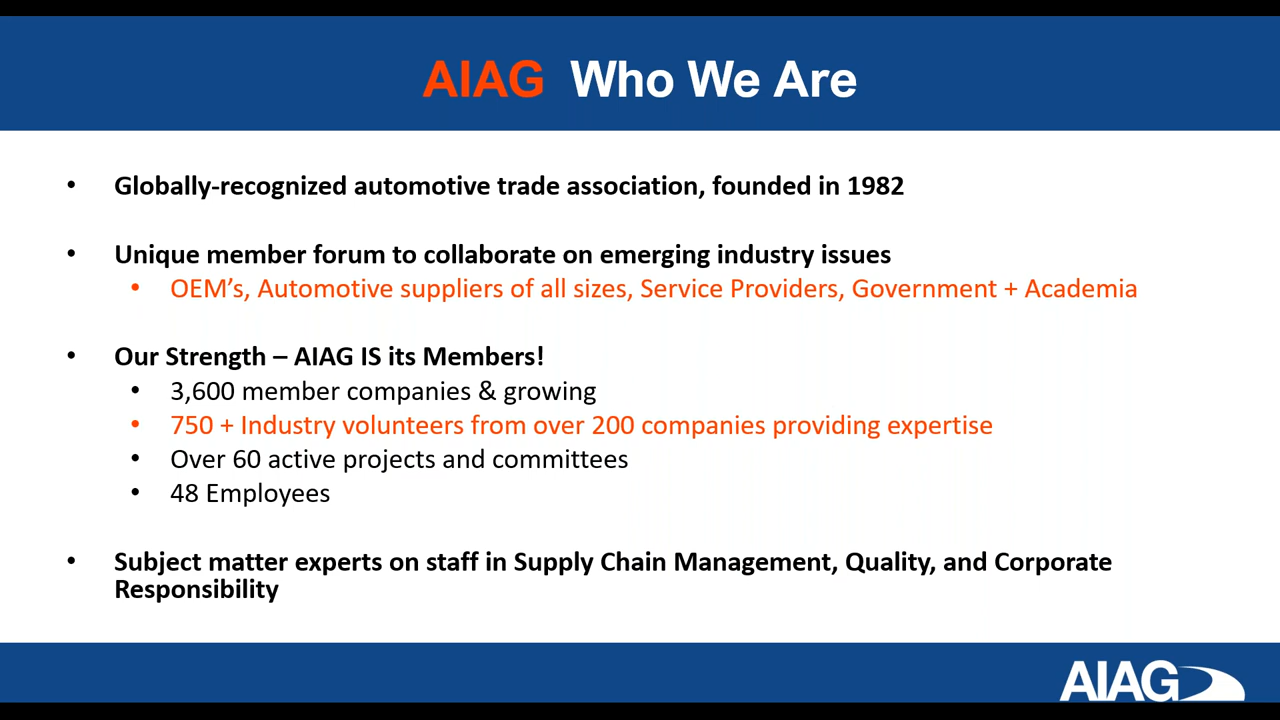 AIAG Who We Are
• Globally-recognized automotive trade association, founded in 1982
• Unique member forum to collaborate on emerging industry issues
• OEM’s, Automotive suppliers of all sizes, Service Providers, Government + Academia
• Our Strength – AIAG IS its Members!
• 3,600 member companies & growing
• 750 + Industry volunteers from over 200 companies providing expertise
• Over 60 active projects and committees
• 48 Employees
• Subject matter experts on staff in Supply Chain Management, Quality, and Corporate
Responsibility
AIAG